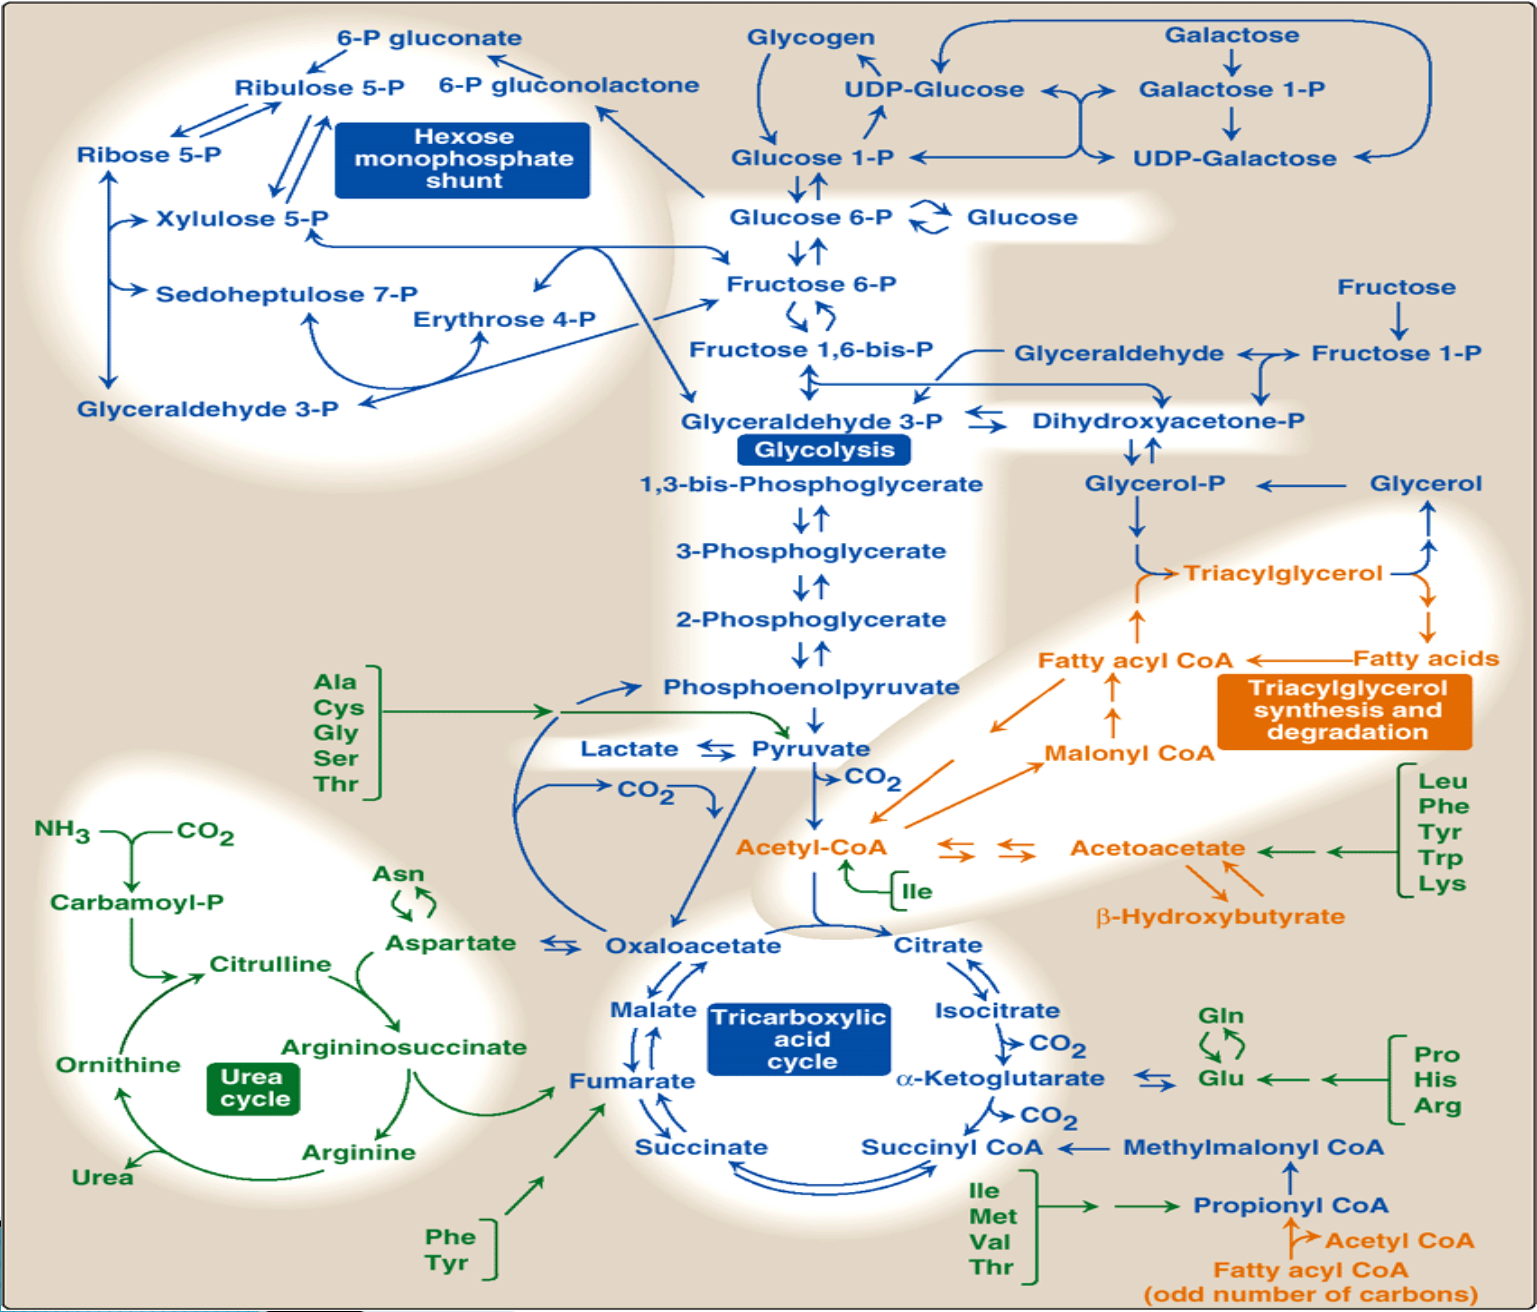 6-P gluconate
Ribulose 5-P
6-P gluconolactone
Hexose
monophosphate
shunt
Ribose 5-P
Xylulose 5-P
Sedoheptulose 7-P
Erythrose 4-P
Glyceraldehyde 3-P
Glycogen
UDP-Glucose
Glucose 1-P
Galactose
Galactose 1-P
UDP-Galactose
Glucose 6-P
Glucose
Fructose 6-P
Fructose 1,6-bis-P
Glyceraldehyde
Fructose
Fructose 1-P
Glyceraldehyde 3-P
Dihydroxyacetone-P
Glycolysis
1,3-bis-Phosphoglycerate
Glycerol-P
Glycerol
3-Phosphoglycerate
Triacylglycerol
2-Phosphoglycerate
Fatty acyl CoA
Fatty acids
Triacylglycerol
synthesis and
degradation
Phosphoenolpyruvate
Malonyl CoA
Ala
Cys
Gly
Ser
Thr
Lactate
Pyruvate
CO2
CO2
Acetyl-CoA
Acetoacetate
Leu
Phe
Tyr
Trp
Lys
Ile
β-Hydroxybutyrate
NH3
CO2
Carbamoyl-P
Asn
Aspartate
Citrulline
Argininosuccinate
Ornithine
Urea
cycle
Arginine
Urea
Oxaloacetate
Citrate
Malate
Isocitrate
Tricarboxylic
acid
cycle
CO2
Fumarate
α-Ketoglutarate
CO2
Succinate
Succinyl CoA
Gln
Glu
Pro
His
Arg
Methylmalonyl CoA
Propionyl CoA
Ile
Met
Val
Thr
Phe
Tyr
Acetyl CoA
Fatty acyl CoA
(odd number of carbons)